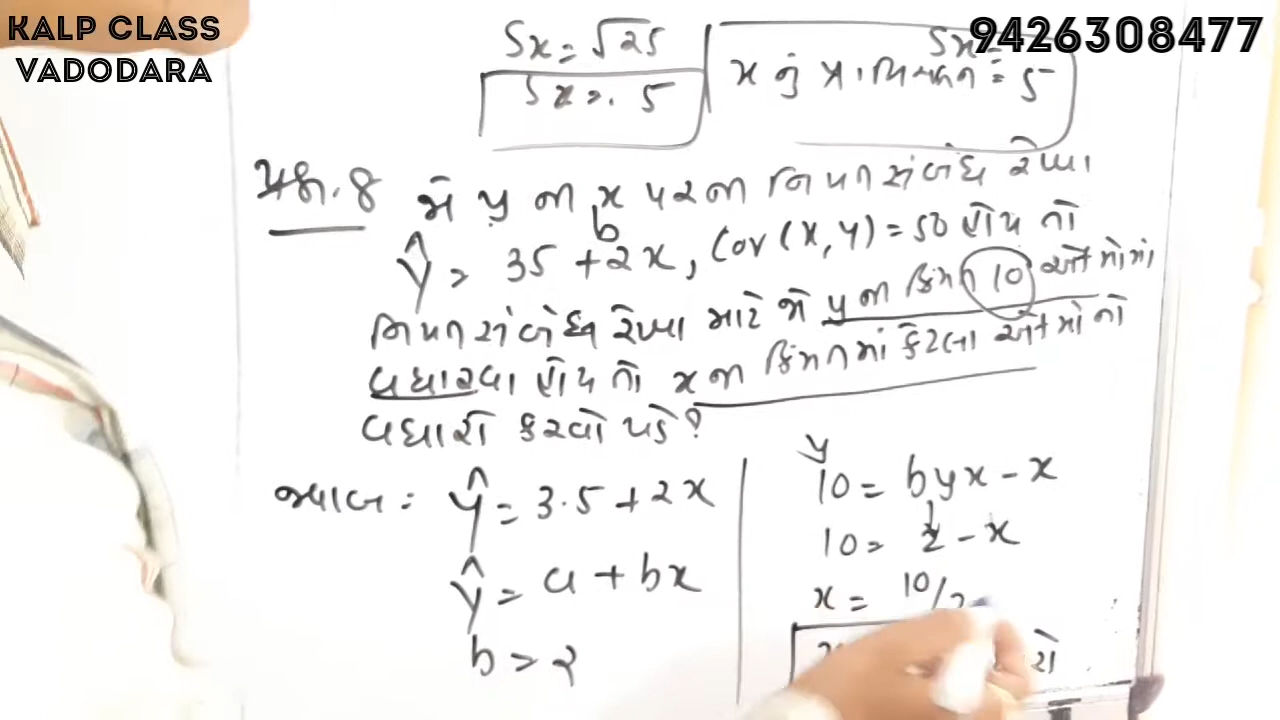 KALP CLASS
VADODARA
9426308477
Sx = √25
Sx = 5
Sx =
x નું પ્ર.વિચલન = 5
પ્રશ્ન.8 જો y ના x પરના નિયતસંબંધ રેખા
b
ŷ = 35 + 2x, Cov (x, y) = 50 હોય તો
નિયતસંબંધ રેખા માટે જો y ના કિંમત 10 એકમોમાં
વધારવા હોય તો x ના કિંમતમાં કેટલા એકમોનો
વધારો કરવો પડે?
જવાબ : ŷ = 3.5 + 2x
ŷ = a + bx
b = 2
y
10 = byx - x
10 = 2 - x
x = 10/2